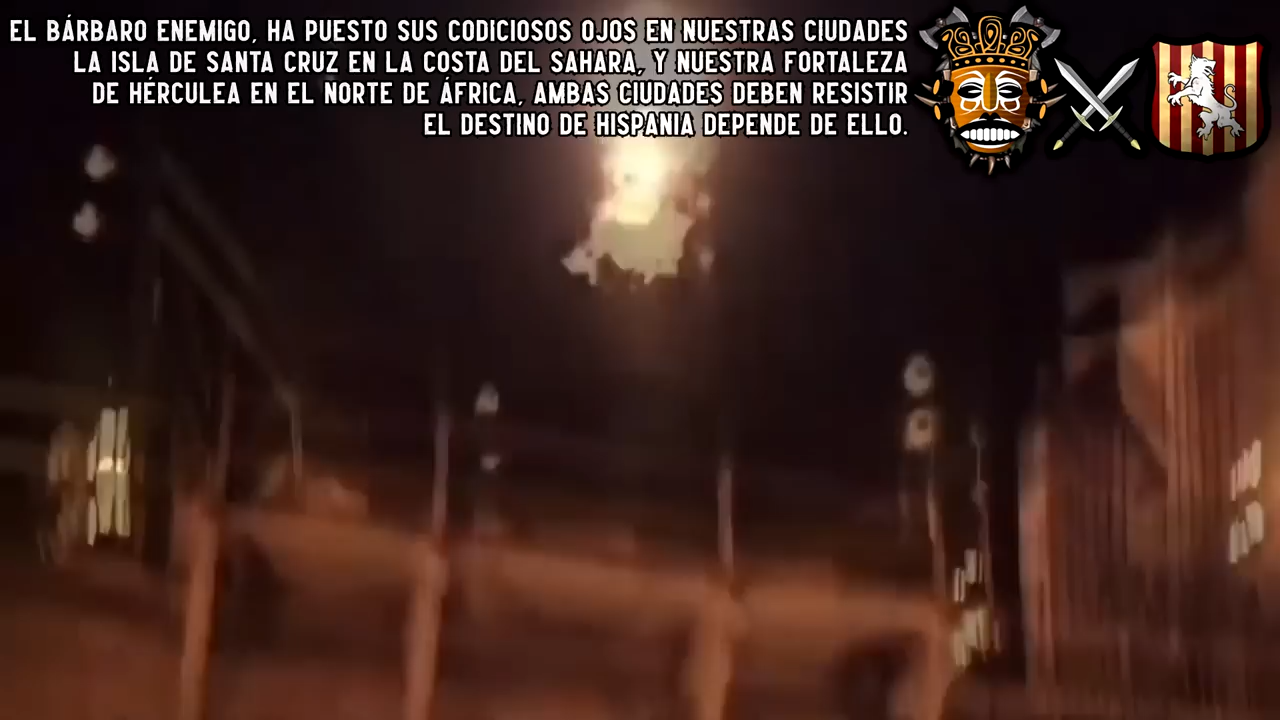 EL BÁRBARO ENEMIGO, HA PUESTO SUS CODICIOSOS OJOS EN NUESTRAS CIUDADES
LA ISLA DE SANTA CRUZ EN LA COSTA DEL SAHARA, Y NUESTRA FORTALEZA
DE HÉRCULEA EN EL NORTE DE ÁFRICA, AMBAS CIUDADES DEBEN RESISTIR
EL DESTINO DE HISPANIA DEPENDE DE ELLO.